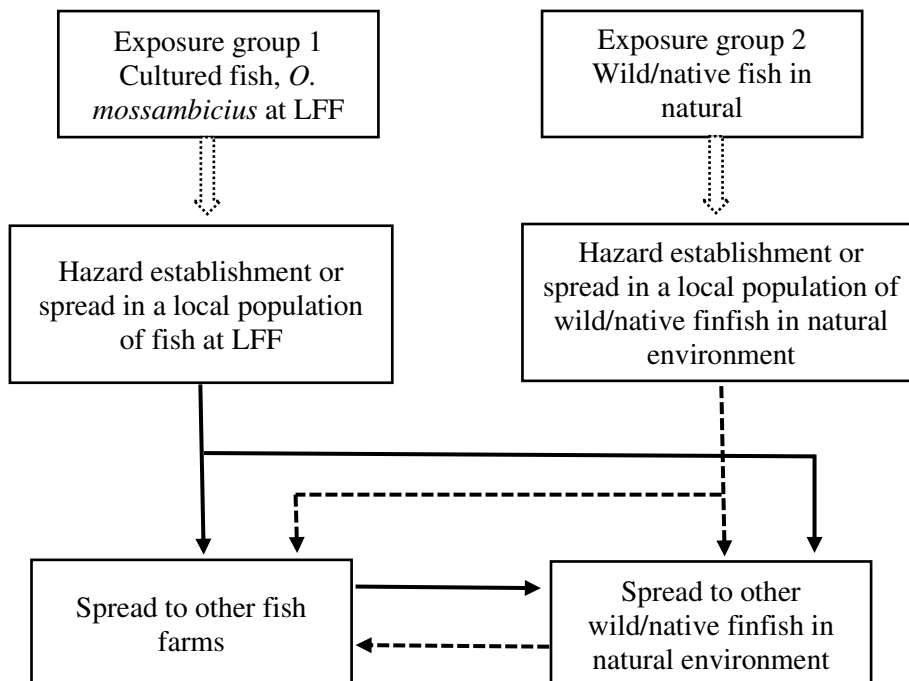 Exposure group 1
Cultured fish, O.
mossambicius at LFF
Exposure group 2
Wild/native fish in
natural
Hazard establishment or
spread in a local population
of fish at LFF
Hazard establishment or
spread in a local population of
wild/native finfish in natural
environment
Spread to other fish
farms
Spread to other
wild/native finfish in
natural environment